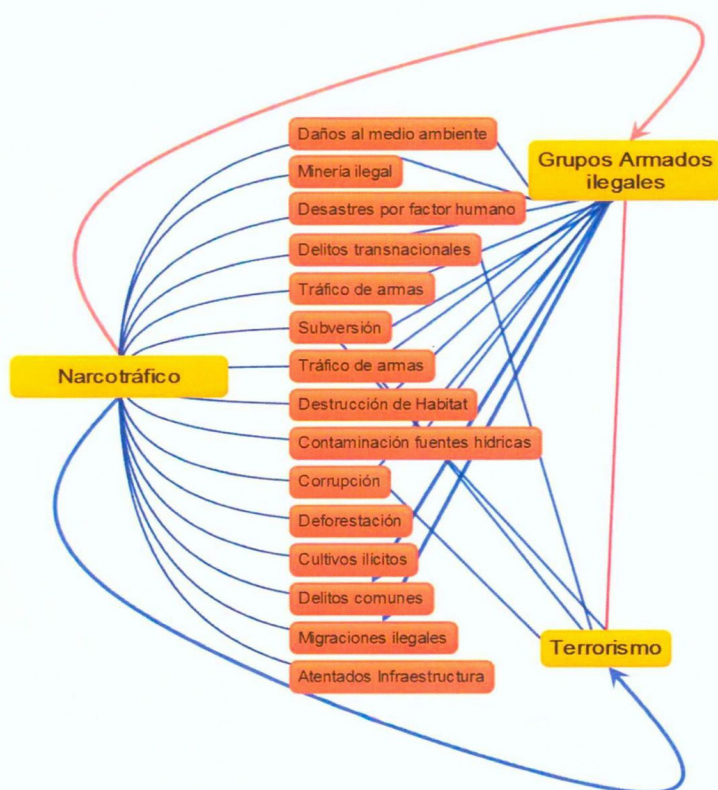 Daños al medio ambiente
Grupos Armados
ilegales
Minería ilegal
Desastres por factor humano
Delitos transnacionales
Tráfico de armas
Subversión
Narcotráfico
Tráfico de armas
Destrucción de Habitat
Contaminación fuentes hídricas
Corrupción
Deforestación
Cultivos ilícitos
Delitos comunes
Migraciones ilegales
Terrorismo
Atentados Infraestructura